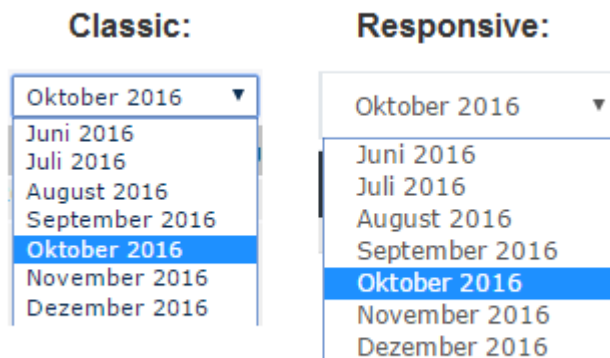 Classic:
Oktober 2016
Juni 2016
Juli 2016
August 2016
September 2016
Oktober 2016
November 2016
Dezember 2016
Responsive:
Oktober 2016
Juni 2016
Juli 2016
August 2016
September 2016
Oktober 2016
November 2016
Dezember 2016